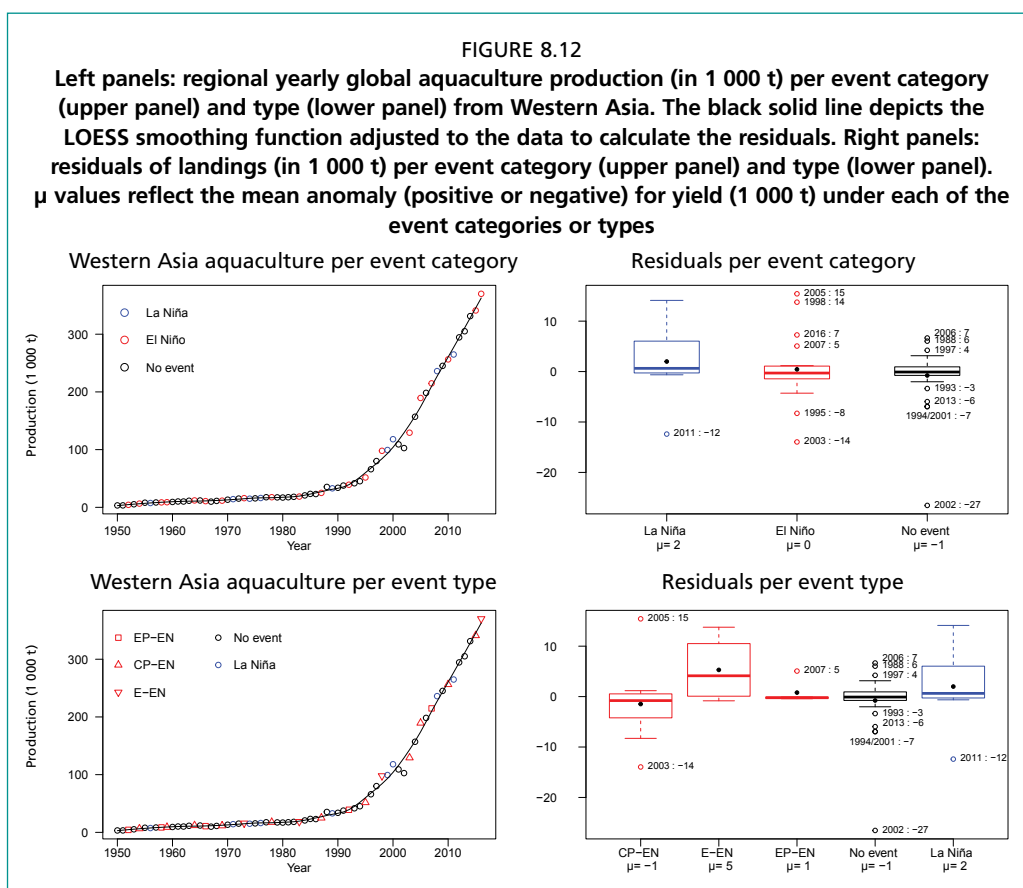 FIGURE 8.12
Left panels: regional yearly global aquaculture production (in 1 000 t) per event category
(upper panel) and type (lower panel) from Western Asia. The black solid line depicts the
LOESS smoothing function adjusted to the data to calculate the residuals. Right panels:
residuals of landings (in 1 000 t) per event category (upper panel) and type (lower panel).
μ values reflect the mean anomaly (positive or negative) for yield (1 000 t) under each of the
event categories or types
Western Asia aquaculture per event category
Production (1 000 t)
300
200
100
0
La Niña
El Niño
No event
1950 1960 1970 1980 1990 2000 2010
Year
Residuals per event category
10
0
−10
−20
2011 : −12
2005 : 15
1998 : 14
2016 : 7
2007 : 5
1995 : −8
2003 : −14
2006 : 7
1988 : 6
1997 : 4
1993 : −3
2013 : −6
1994/2001 : −7
2002 : −27
La Niña El Niño No event
μ= 2 μ= 0 μ= −1
Western Asia aquaculture per event type
Production (1 000 t)
300
200
100
0
EP−EN No event
CP−EN La Niña
E−EN
1950 1960 1970 1980 1990 2000 2010
Year
Residuals per event type
10
0
−10
−20
2005 : 15
2003 : −14
2007 : 5
2006 : 7
1988 : 6
1997 : 4
1993 : −3
2013 : −6
1994/2001 : −7
2002 : −27
2011 : −12
CP−EN E−EN EP−EN No event La Niña
μ= −1 μ= 5 μ= 1 μ= −1 μ= 2